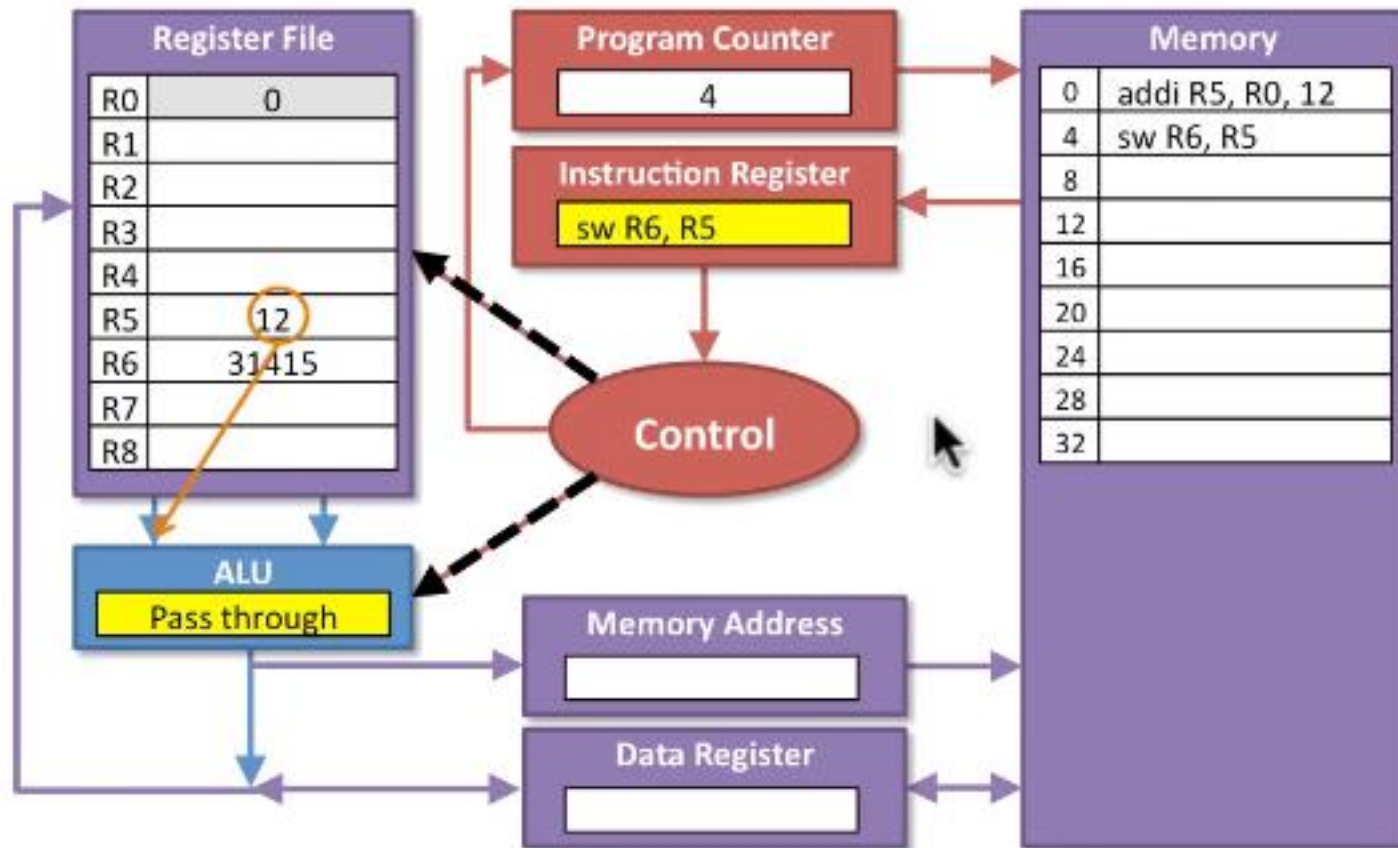 Register File
R0 0
R1
R2
R3
R4
R5 12
R6 31415
R7
R8
ALU
Pass through
Program Counter
4
Instruction Register
sw R6, R5
Control
Memory Address
Data Register
Memory
0 addi R5, R0, 12
4 sw R6, R5
8
12
16
20
24
28
32